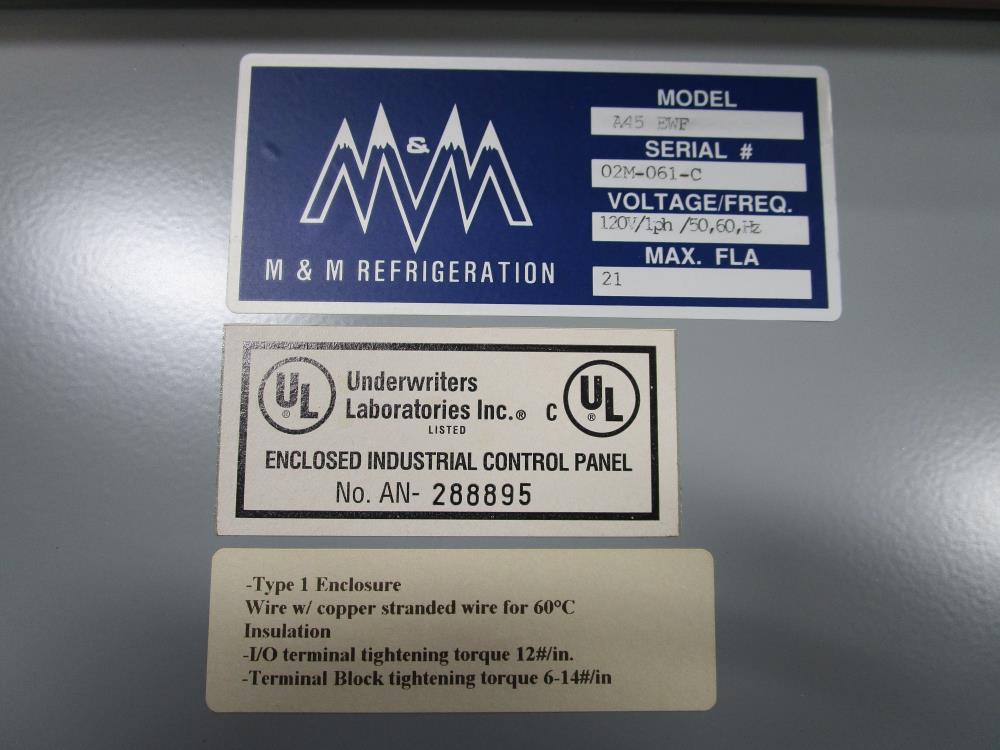 M&M
M & M REFRIGERATION
MODEL
A45 EWF
SERIAL #
02M-061-C
VOLTAGE/FREQ.
120V/1ph /50,60,Hz
MAX. FLA
21
UL ®
Underwriters
Laboratories Inc.®
LISTED
C UL ®
ENCLOSED INDUSTRIAL CONTROL PANEL
No. AN- 288895
-Type 1 Enclosure
Wire w/ copper stranded wire for 60°C
Insulation
-I/O terminal tightening torque 12#/in.
-Terminal Block tightening torque 6-14#/in